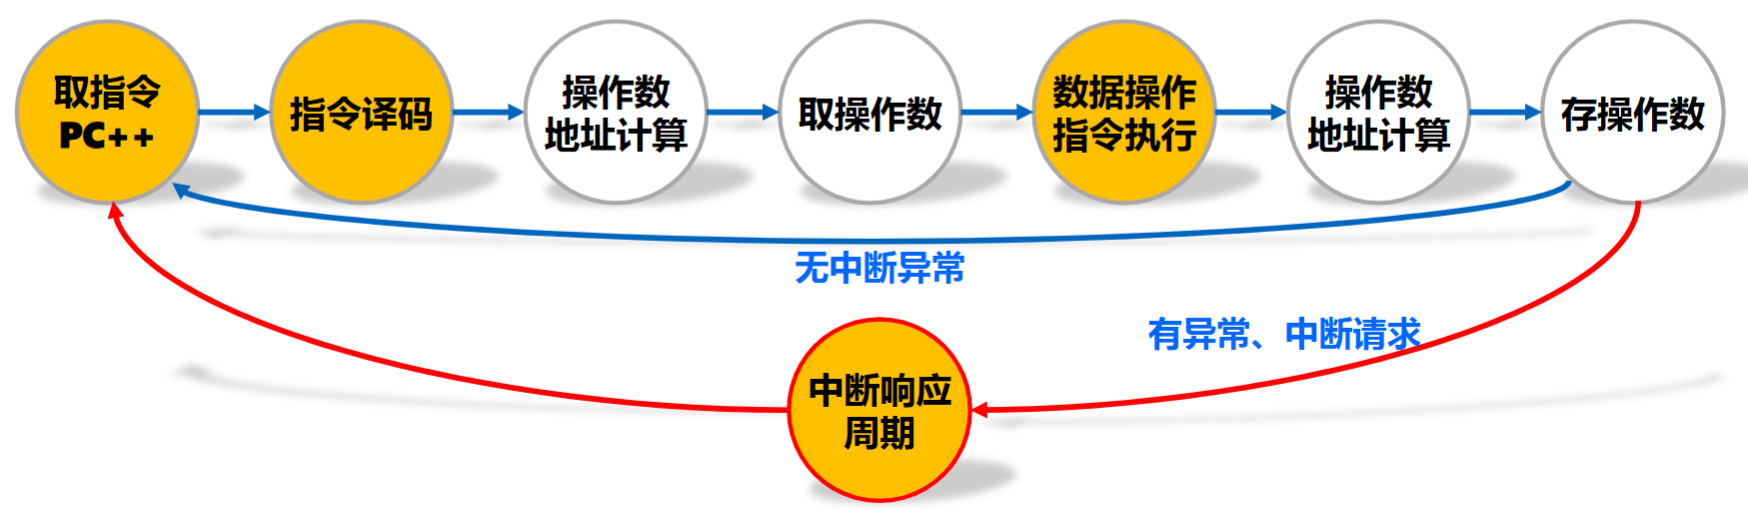 取指令
PC++
指令译码
操作数
地址计算
取操作数
数据操作
指令执行
操作数
地址计算
存操作数
无中断异常
有异常、中断请求
中断响应
周期